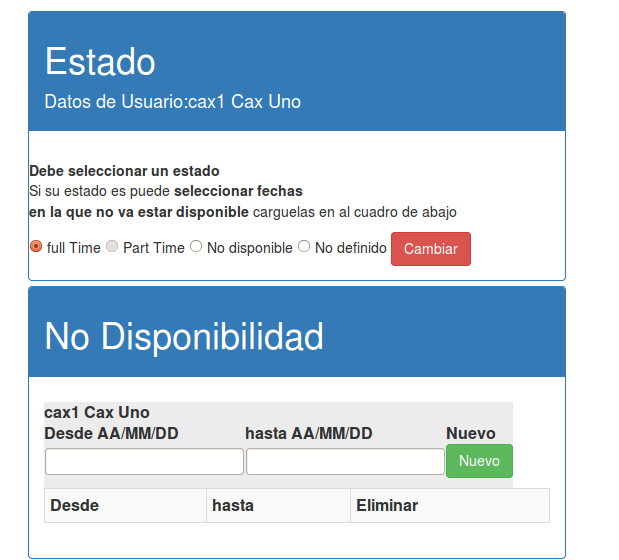 Estado
Datos de Usuario:cax1 Cax Uno
Debe seleccionar un estado
Si su estado es puede seleccionar fechas
en la que no va estar disponible carguelas en al cuadro de abajo
full Time Part Time No disponible No definido Cambiar
No Disponibilidad
cax1 Cax Uno
Desde AA/MM/DD hasta AA/MM/DD Nuevo
Nuevo
Desde hasta Eliminar